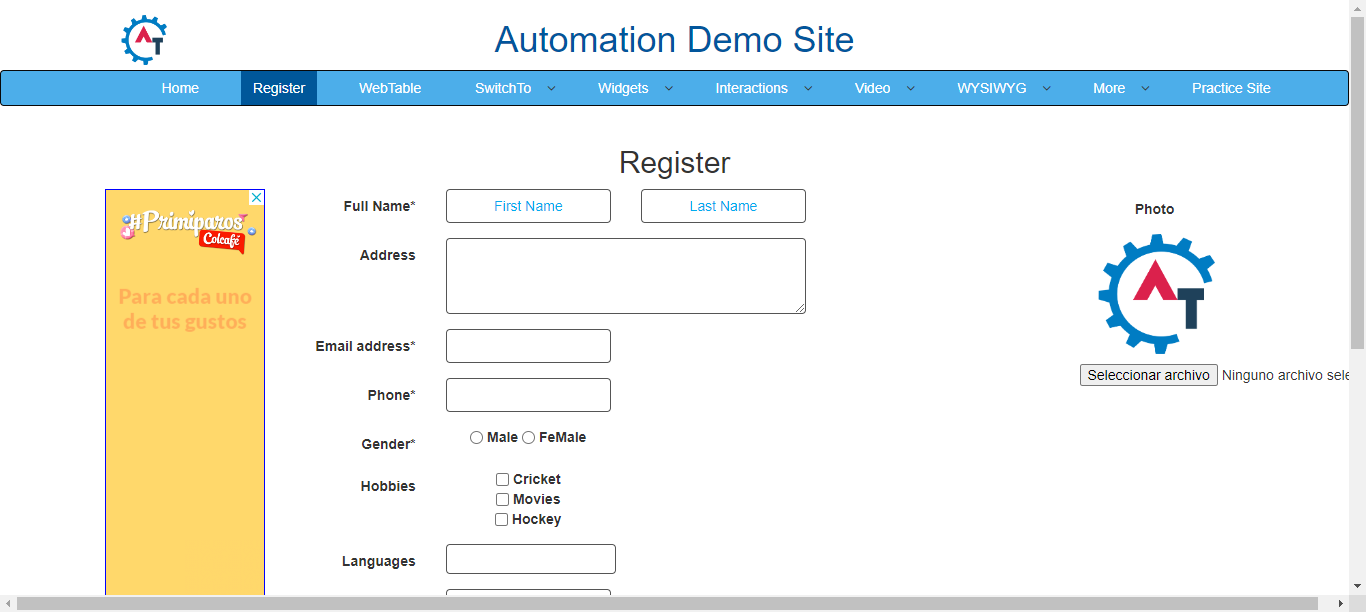 Automation Demo Site
Home Register WebTable SwitchTo Widgets Interactions Video WYSIWYG More Practice Site
Register
#Primiparos
Colcafé
Para cada uno
de tus gustos
Full Name* First Name Last Name
Address
Email address*
Phone*
Gender* Male FeMale
Hobbies
Cricket
Movies
Hockey
Languages
Photo
AT
Seleccionar archivo Ninguno archivo sele